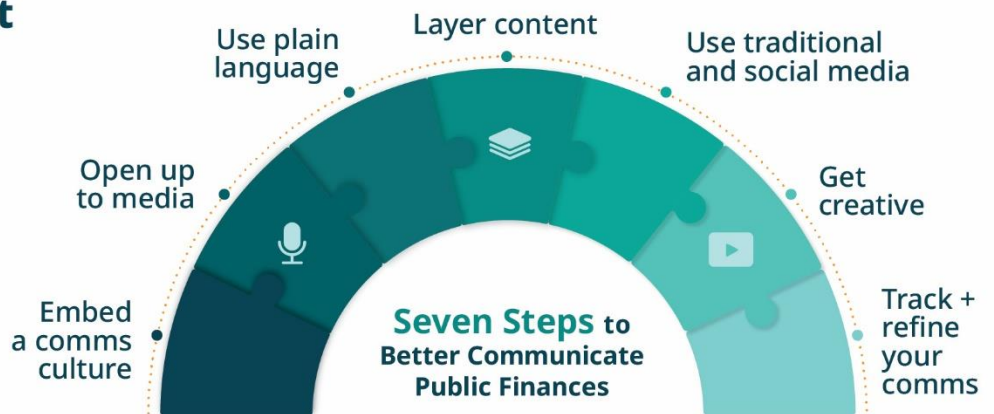 t
Layer content
Use plain
language
Use traditional
and social media
Open up
to media
Get
creative
Embed
a comms
culture
Seven Steps to
Better Communicate
Public Finances
Track +
refine
your
comms